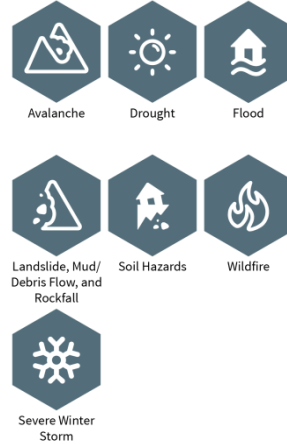 Avalanche
Drought
Flood
Landslide, Mud/
Debris Flow, and
Rockfall
Soil Hazards
Wildfire
Severe Winter
Storm